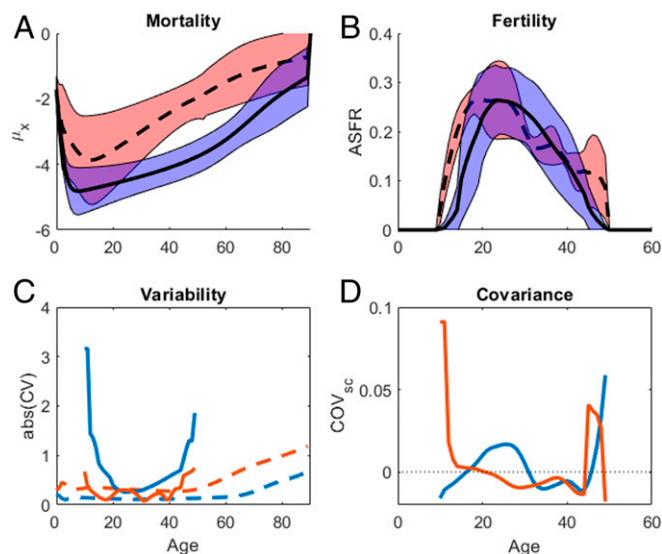 A
Mortality
μx
0
-2
-4
-6
0 20 40 60 80
B
Fertility
ASFR
0.4
0.3
0.2
0.1
0
0 20 40 60
C
Variability
abs(CV)
4
3
2
1
0
0 20 40 60 80
Age
D
Covariance
COVsc
0.1
0.05
0
0 20 40 60
Age